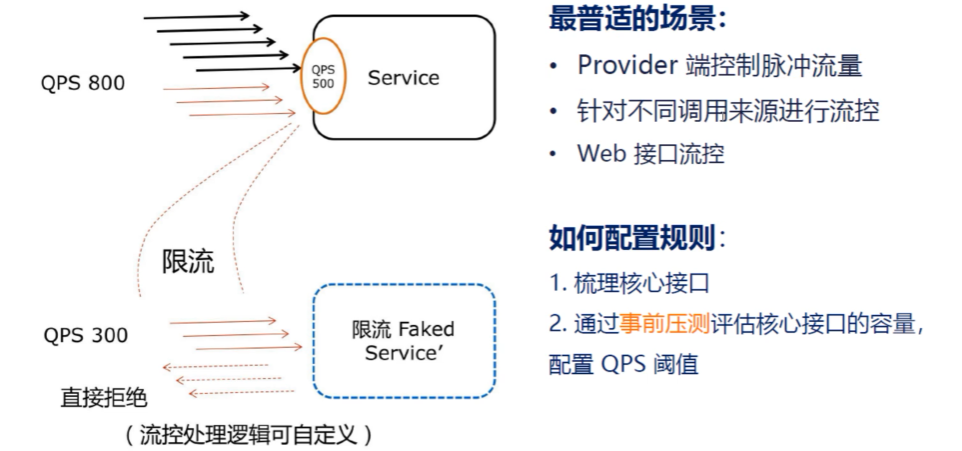 QPS 800
QPS
500
Service
限流
QPS 300
限流 Faked
Service’
直接拒绝
（流控处理逻辑可自定义）
最普适的场景：
• Provider 端控制脉冲流量
• 针对不同调用来源进行流控
• Web 接口流控
如何配置规则：
1. 梳理核心接口
2. 通过事前压测评估核心接口的容量，
配置 QPS 阈值